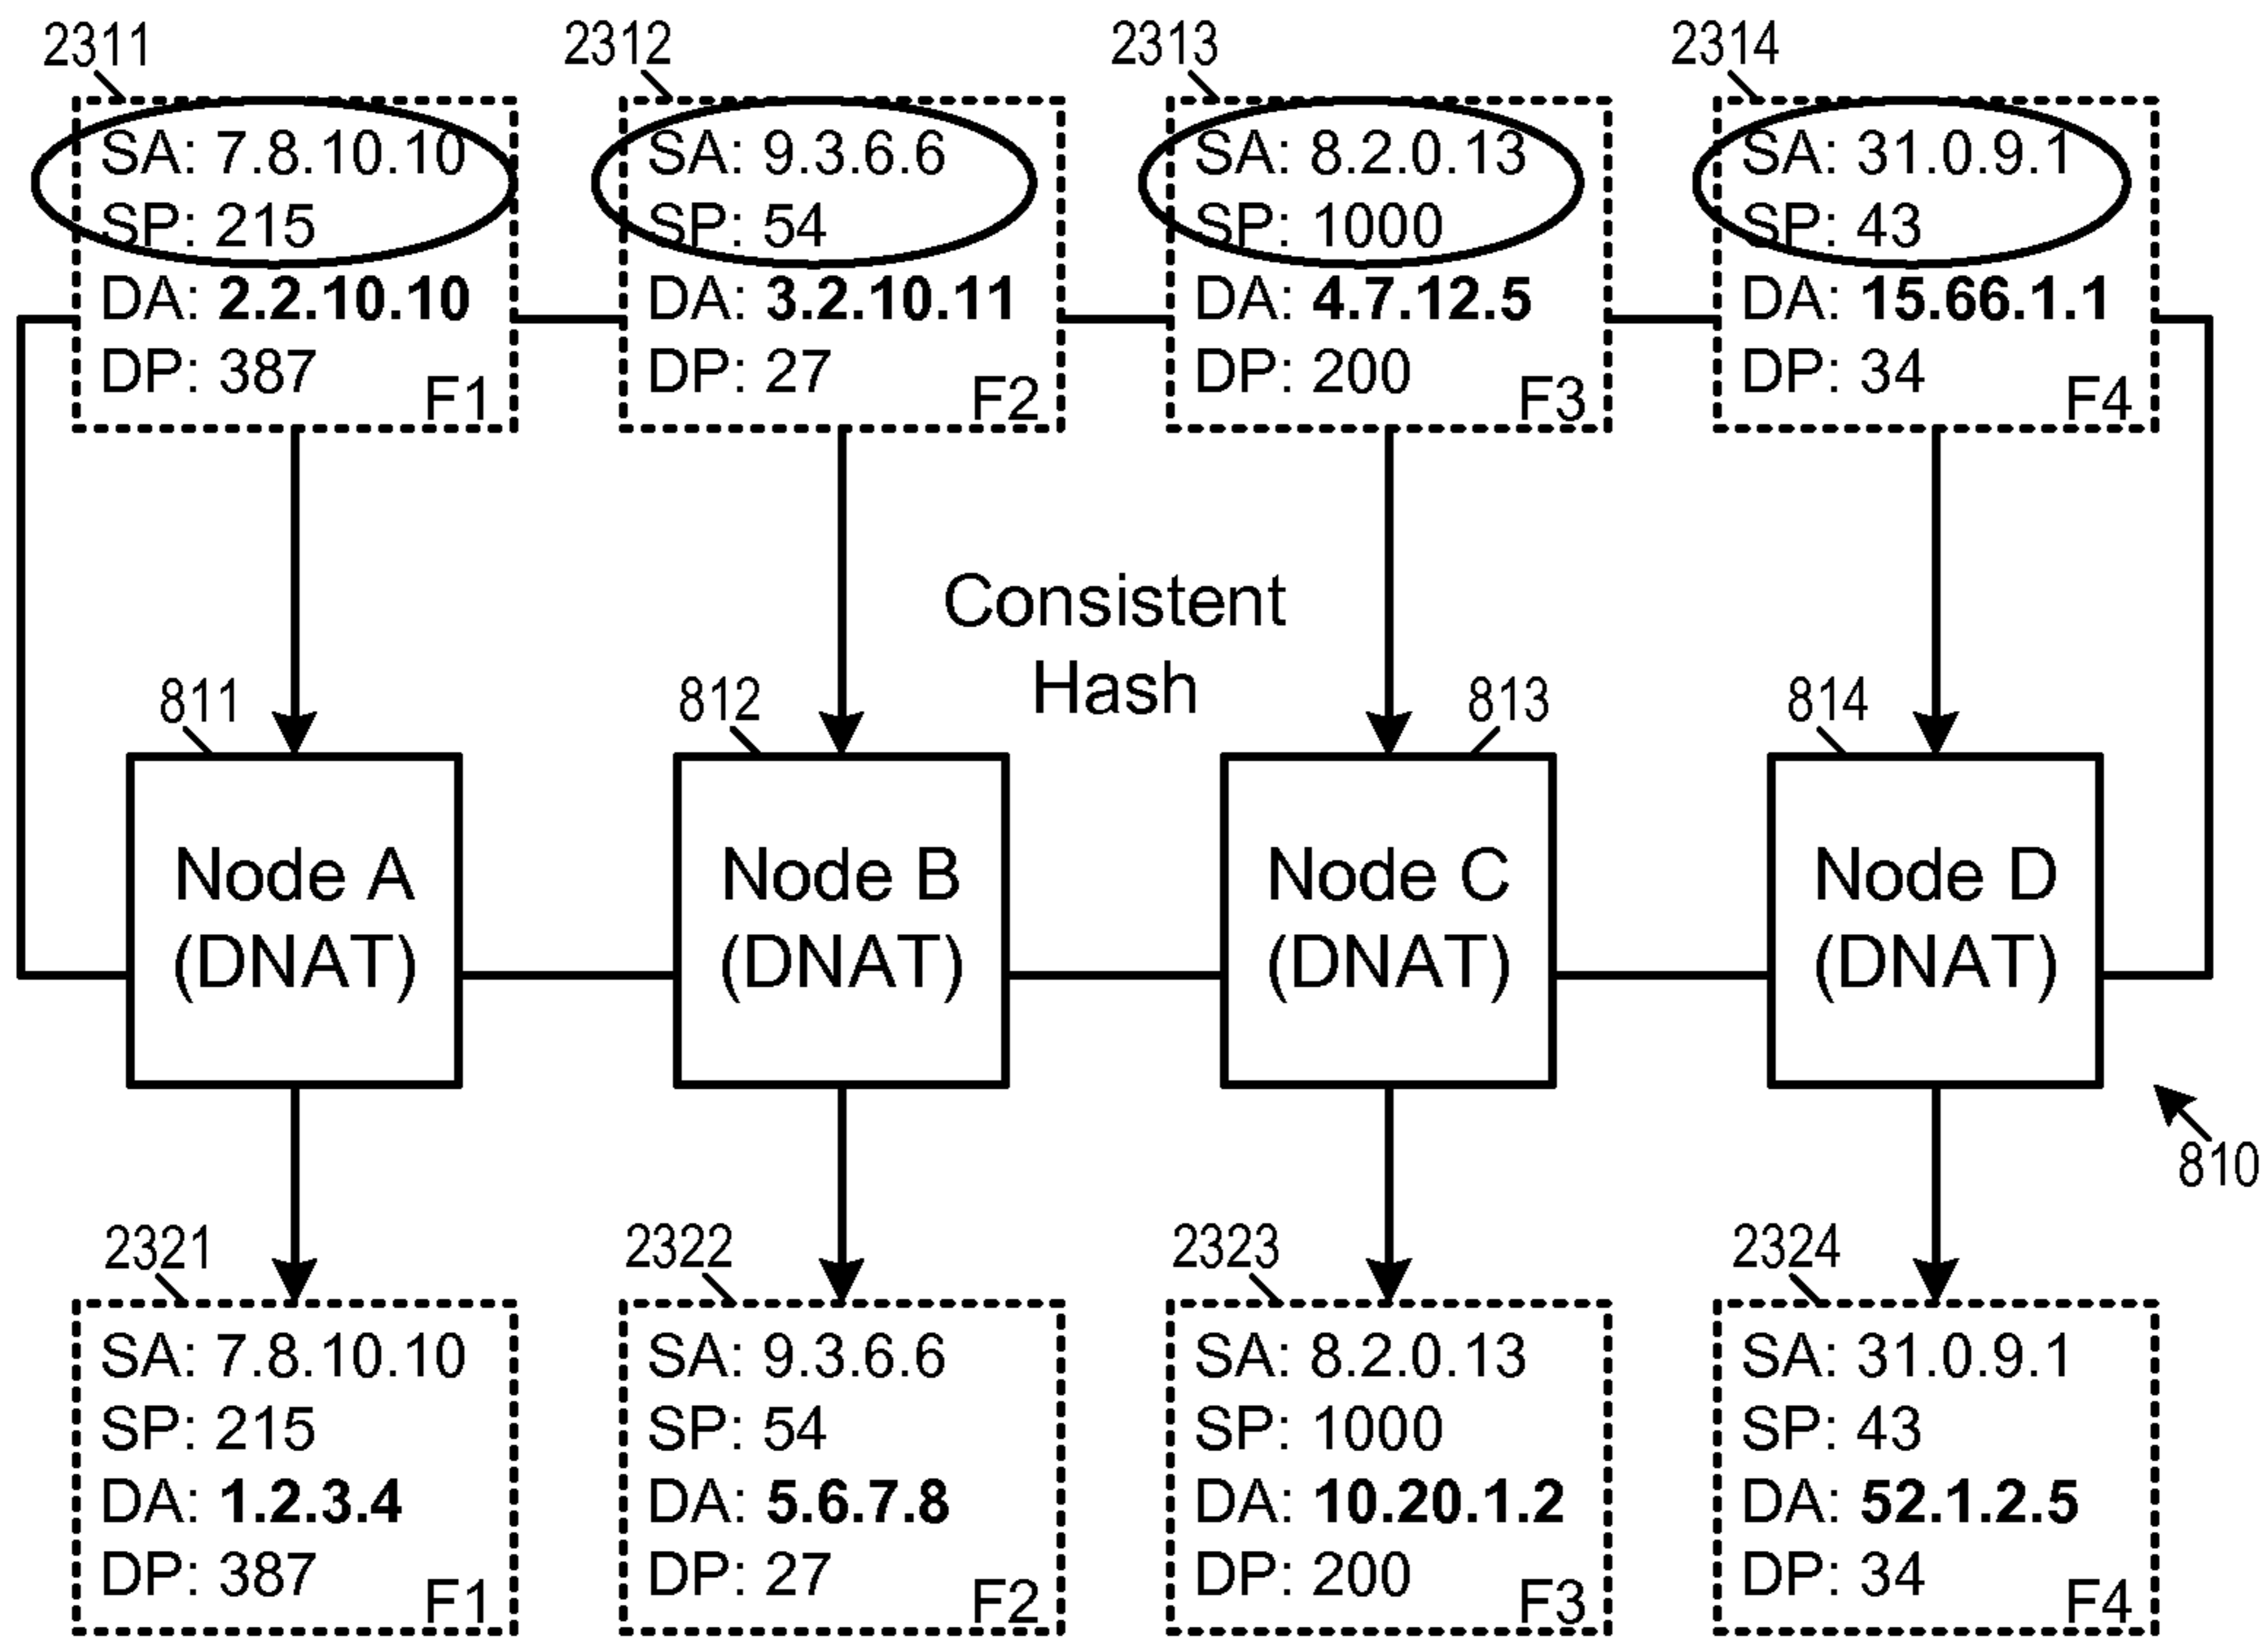 2311
2312
2313
2314
SA: 7.8.10.10
SP: 215
DA: 2.2.10.10
DP: 387
F1
SA: 9.3.6.6
SP: 54
DA: 3.2.10.11
DP: 27
F2
SA: 8.2.0.13
SP: 1000
DA: 4.7.12.5
DP: 200
F3
SA: 31.0.9.1
SP: 43
DA: 15.66.1.1
DP: 34
F4
Consistent
Hash
811
812
813
814
Node A
(DNAT)
Node B
(DNAT)
Node C
(DNAT)
Node D
(DNAT)
810
2321
2322
2323
2324
SA: 7.8.10.10
SP: 215
DA: 1.2.3.4
DP: 387
F1
SA: 9.3.6.6
SP: 54
DA: 5.6.7.8
DP: 27
F2
SA: 8.2.0.13
SP: 1000
DA: 10.20.1.2
DP: 200
F3
SA: 31.0.9.1
SP: 43
DA: 52.1.2.5
DP: 34
F4